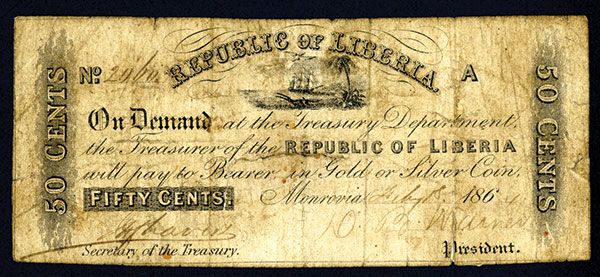 50 CENTS
REPUBLIC OF LIBERIA
No.
A
On Demand at the Treasury Department,
the Treasurer of the REPUBLIC OF LIBERIA
will pay to Bearer in Gold or Silver Coin,
FIFTY CENTS. Monrovia 186
Secretary of the Treasury. President.
50 CENTS